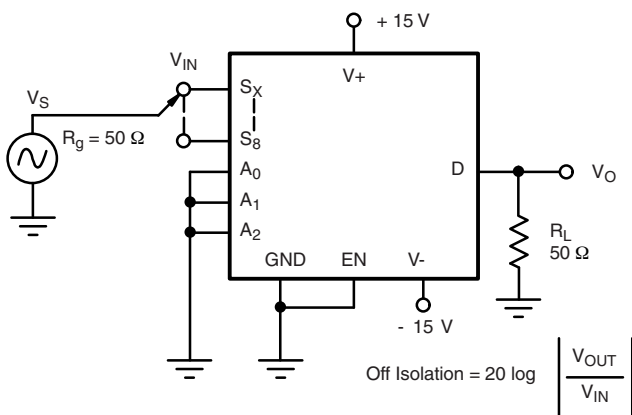 + 15 V
V_IN
V+
V_S
S_X
R_g = 50 Ω
S_8
A_0
D
V_O
A_1
R_L
50 Ω
A_2
GND
EN
V-
- 15 V
Off Isolation = 20 log |V_OUT / V_IN|